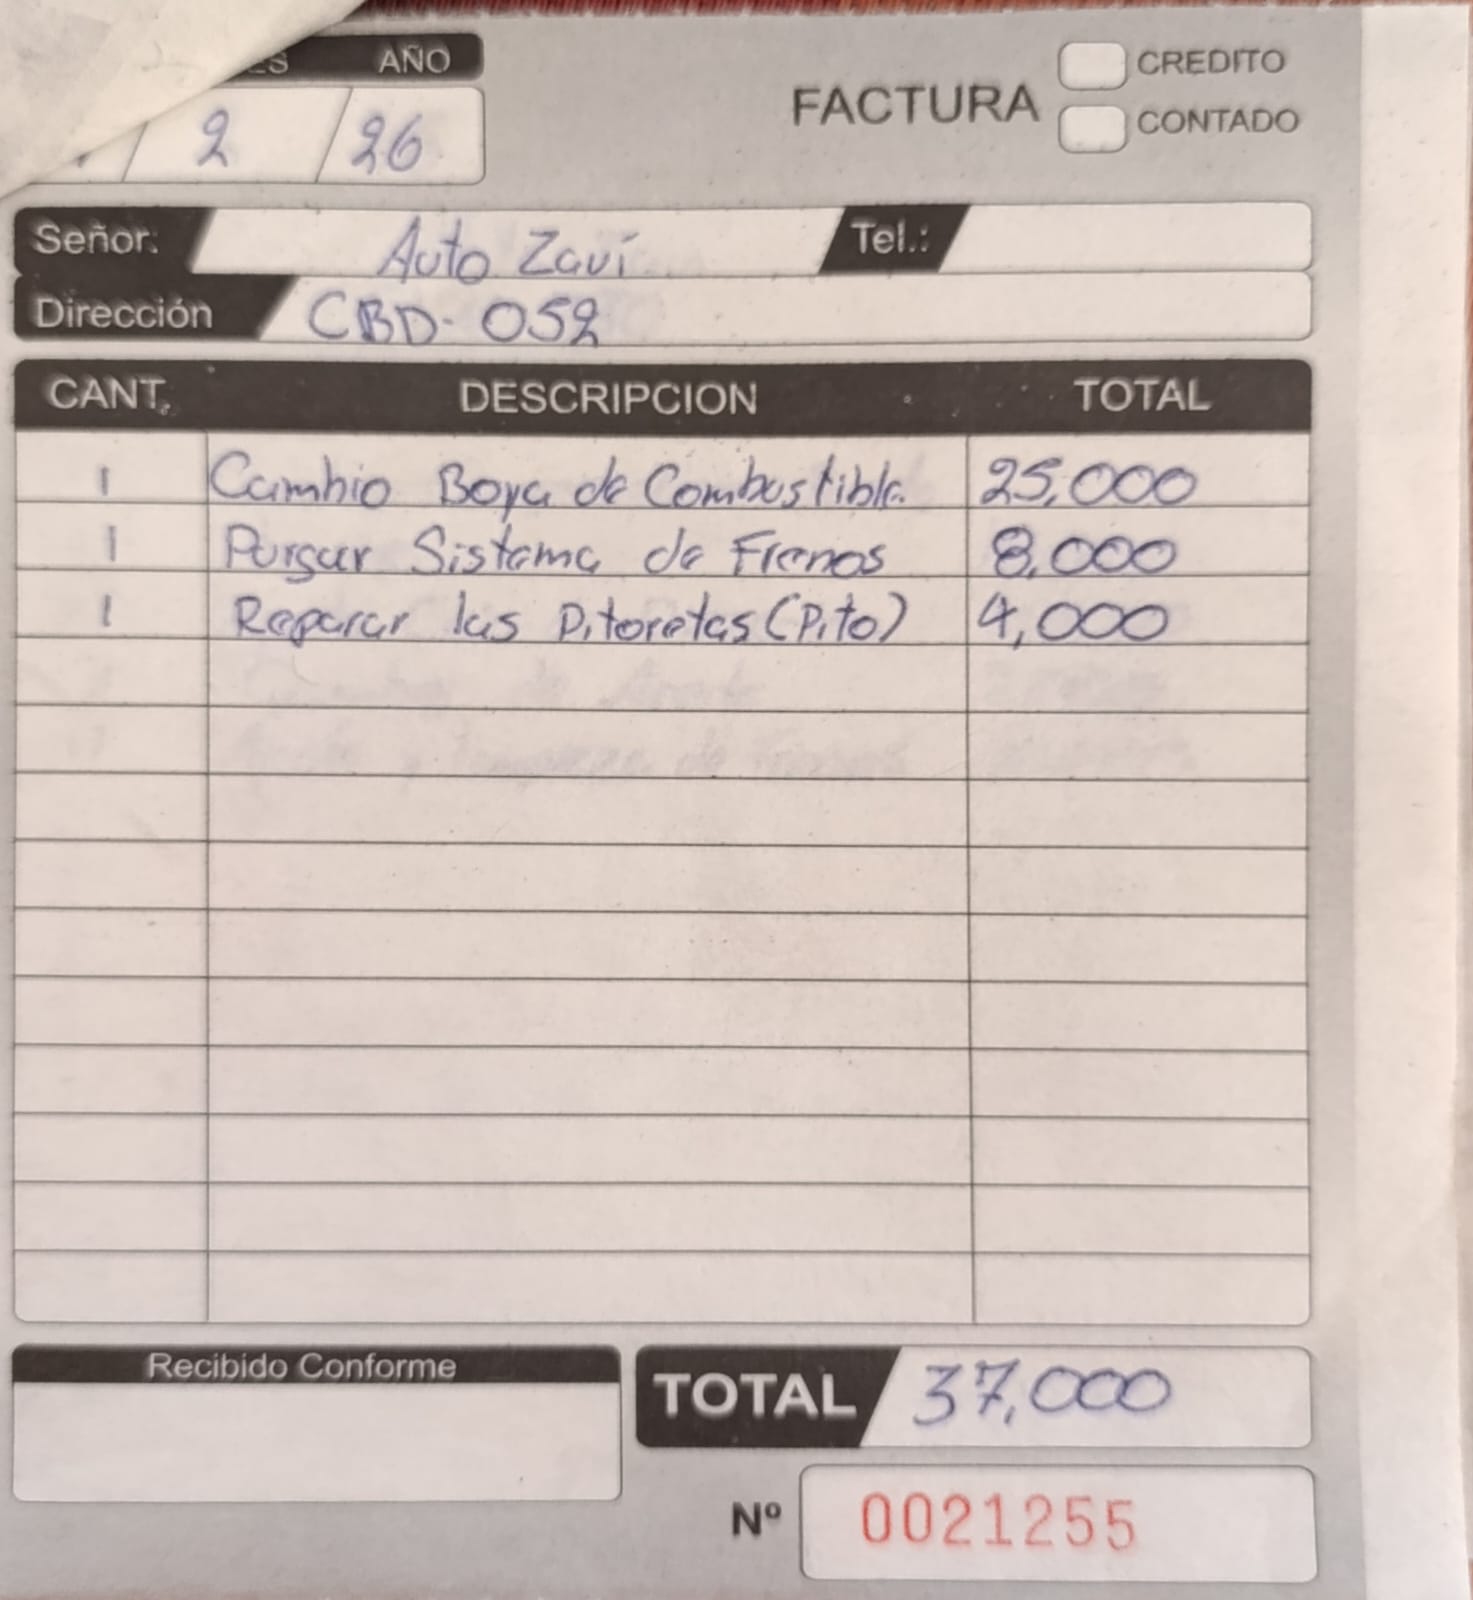 AÑO
2 / 26
FACTURA
CREDITO
CONTADO
Señor: Auto Zavi Tel.:
Dirección CBD-052
CANT. DESCRIPCION TOTAL
1 Cambio Boya de Combustible. 25,000
1 Purgar Sistema de Frenos 8,000
1 Reparar las Pitoretas (Pito) 4,000
Recibido Conforme
TOTAL 37,000
Nº 0021255